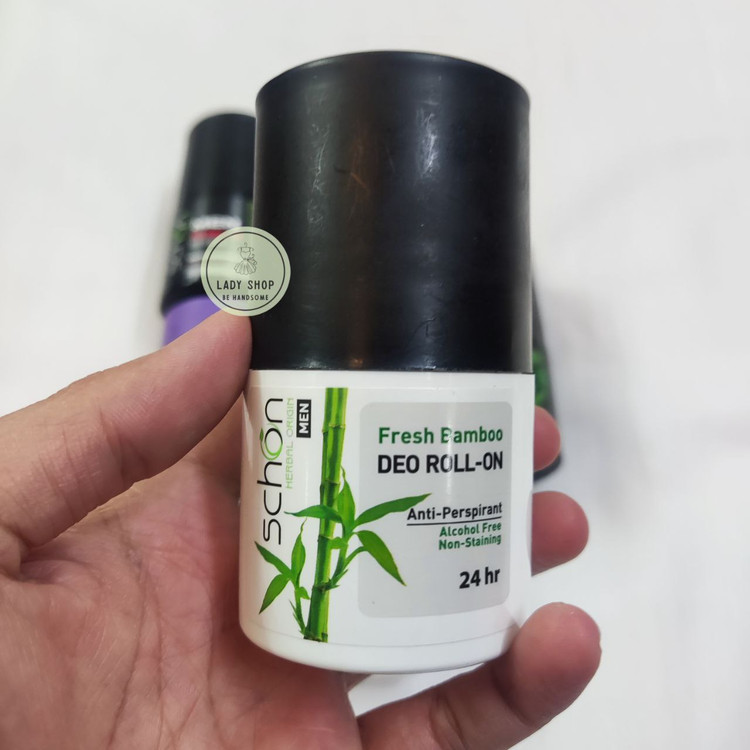 LADY SHOP
BE HANDSOME
schön
HERBAL ORIGIN
MEN
Fresh Bamboo
DEO ROLL-ON
Anti-Perspirant
Alcohol Free
Non-Staining
24 hr